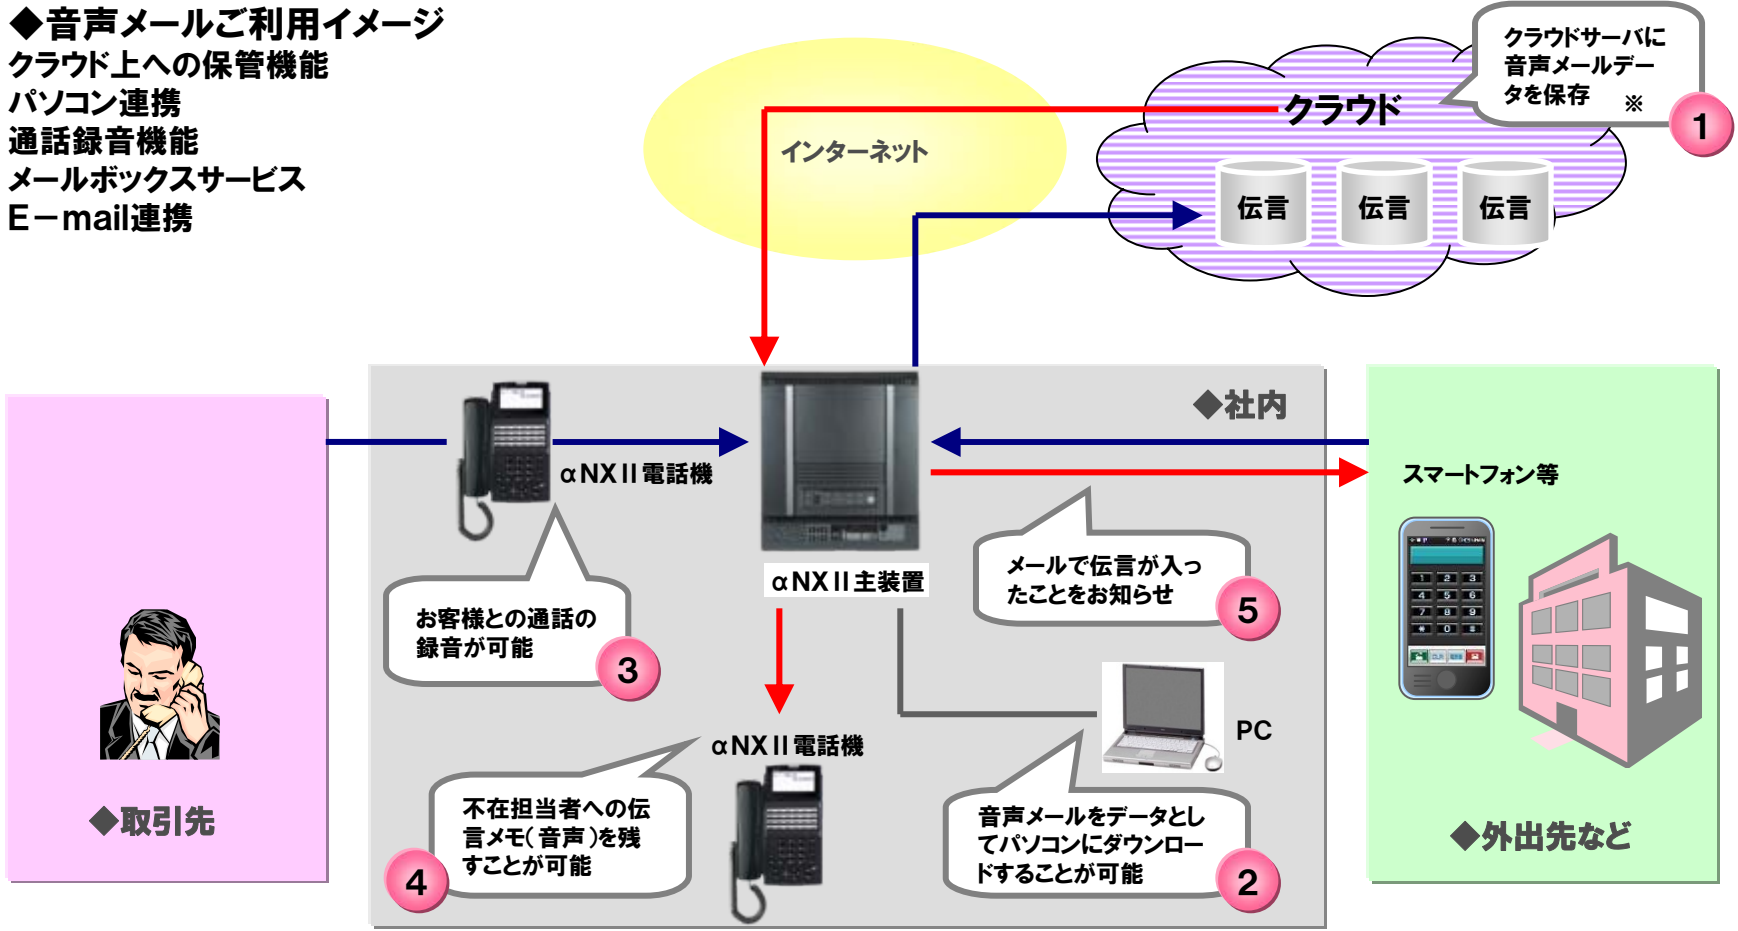 ◆音声メールご利用イメージ
クラウド上への保管機能
パソコン連携
通話録音機能
メールボックスサービス
E－mail連携
インターネット
クラウド
クラウドサーバに
音声メールデー
タを保存 ※
1
伝言
伝言
伝言
◆社内
αNXⅡ電話機
αNXⅡ主装置
お客様との通話の
録音が可能
3
メールで伝言が入っ
たことをお知らせ
5
スマートフォン等
1 2 3
4 5 6
7 8 9
* 0 #
PC
αNXⅡ電話機
不在担当者への伝
言メモ(音声)を残
すことが可能
4
音声メールをデータとし
てパソコンにダウンロー
ドすることが可能
2
◆取引先
◆外出先など